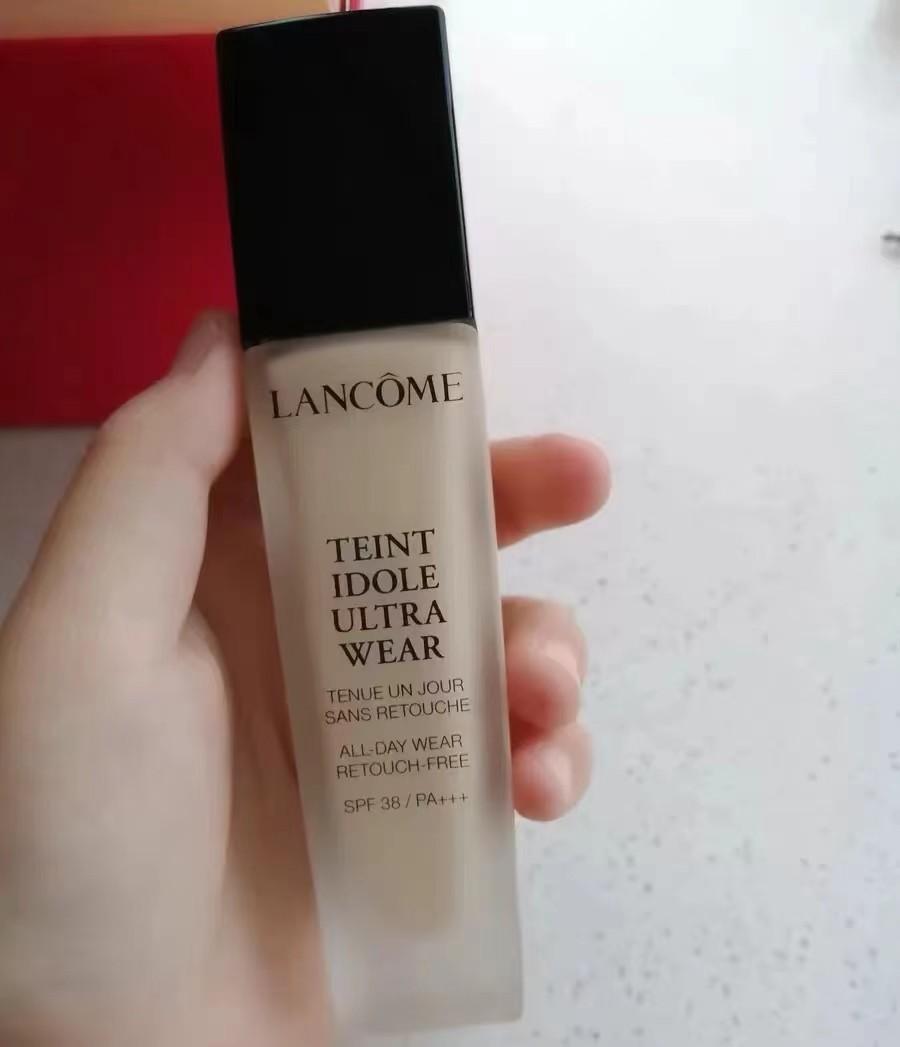 LANCÔME
TEINT
IDOLE
ULTRA
WEAR
TENUE UN JOUR
SANS RETOUCHE
ALL-DAY WEAR
RETOUCH-FREE
SPF 38 / PA+++